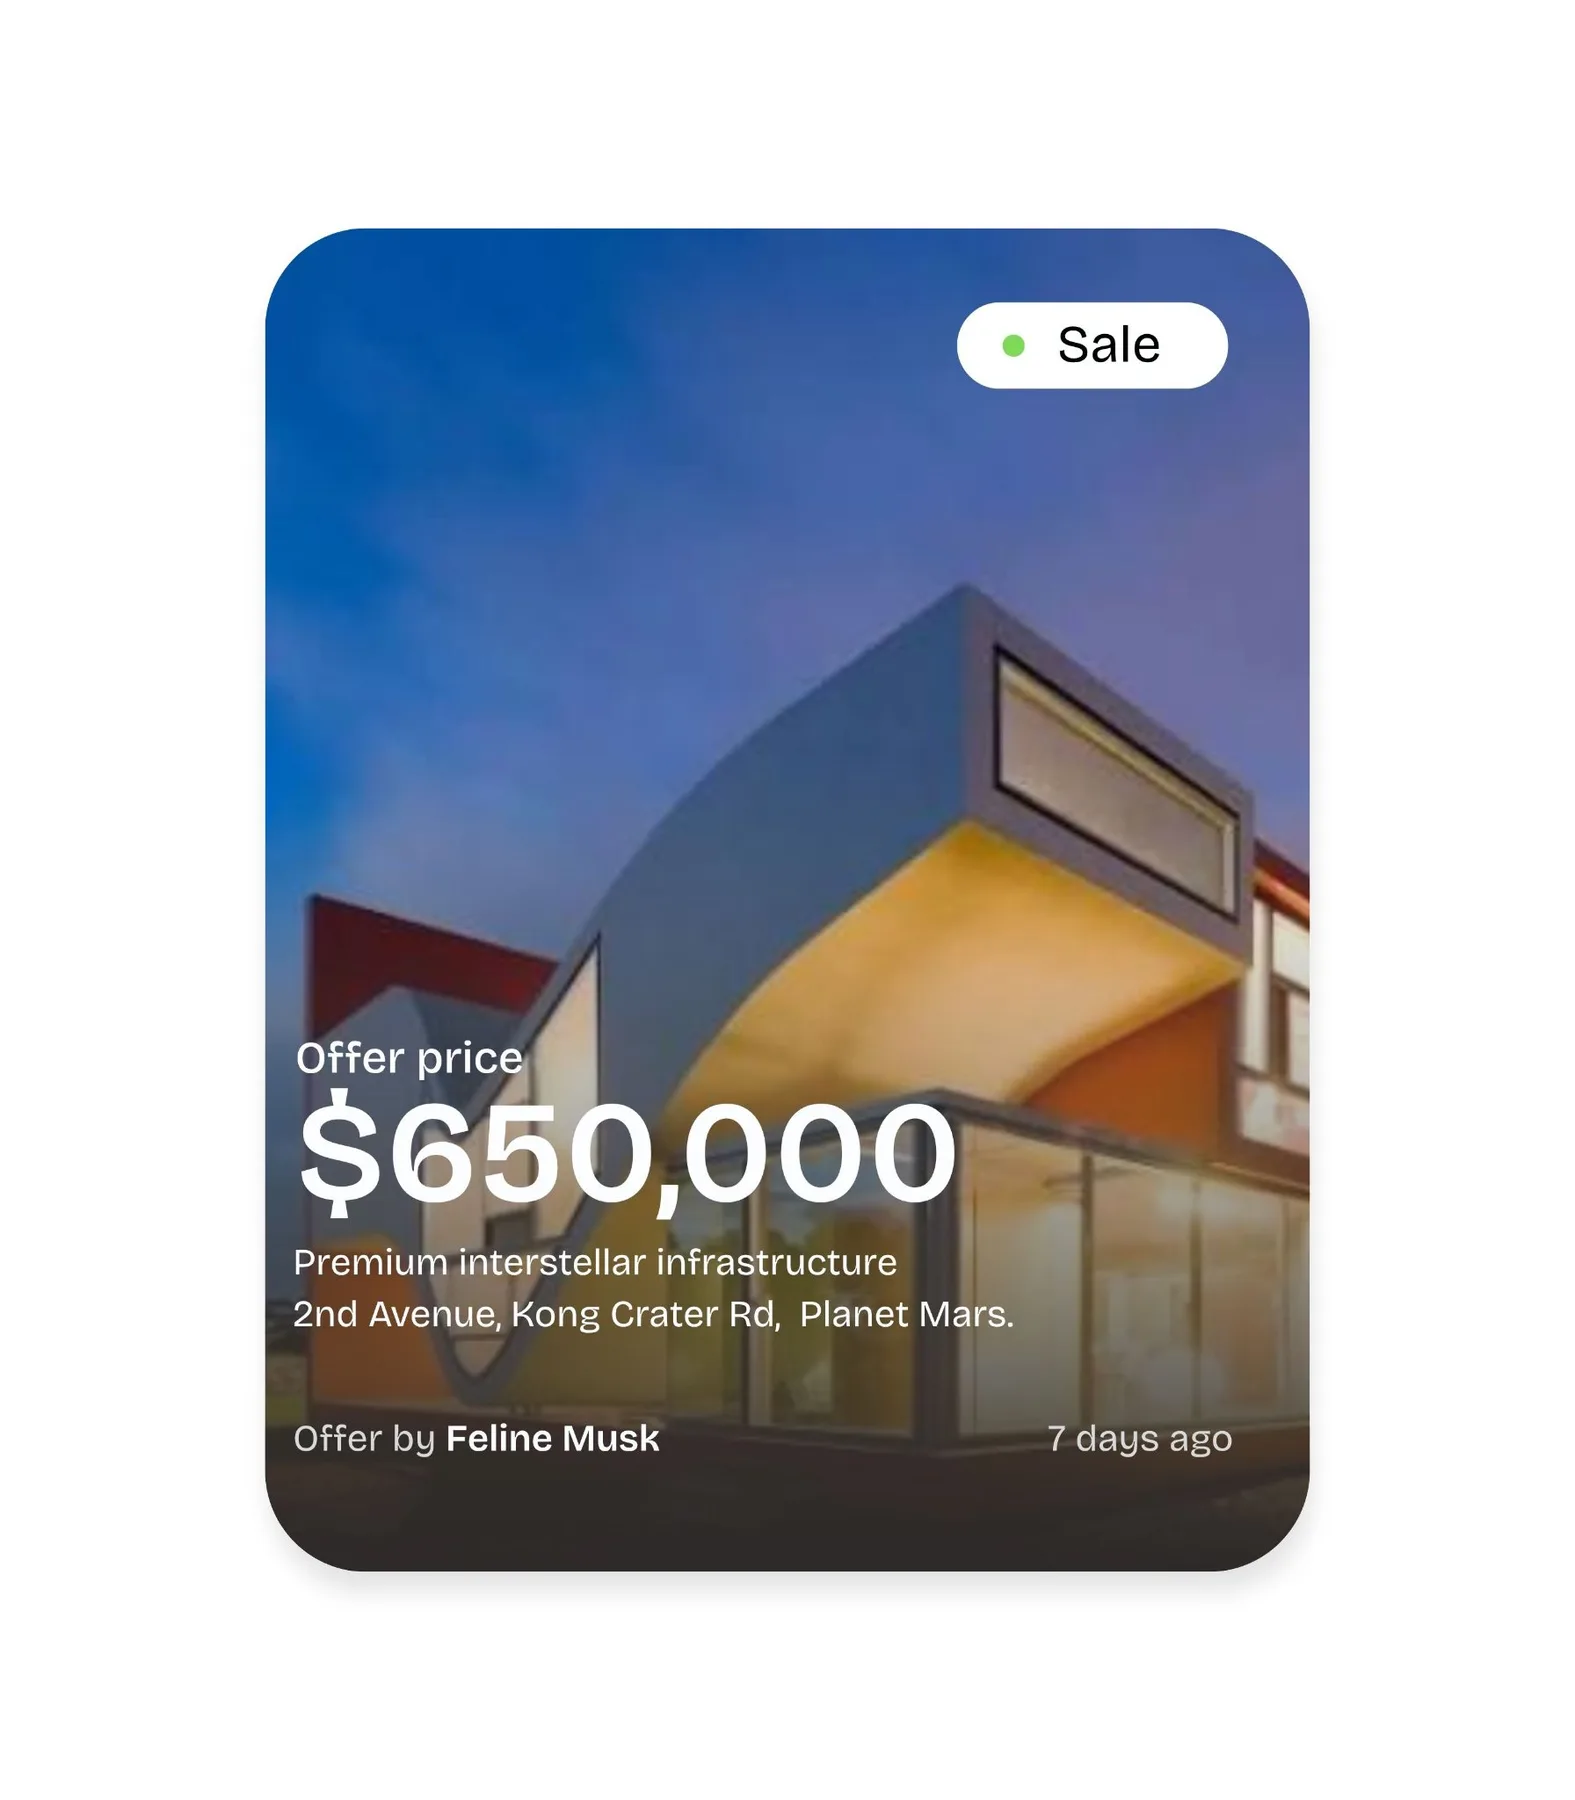 Sale
Offer price
$650,000
Premium interstellar infrastructure
2nd Avenue, Kong Crater Rd,  Planet Mars.
Offer by Feline Musk
7 days ago